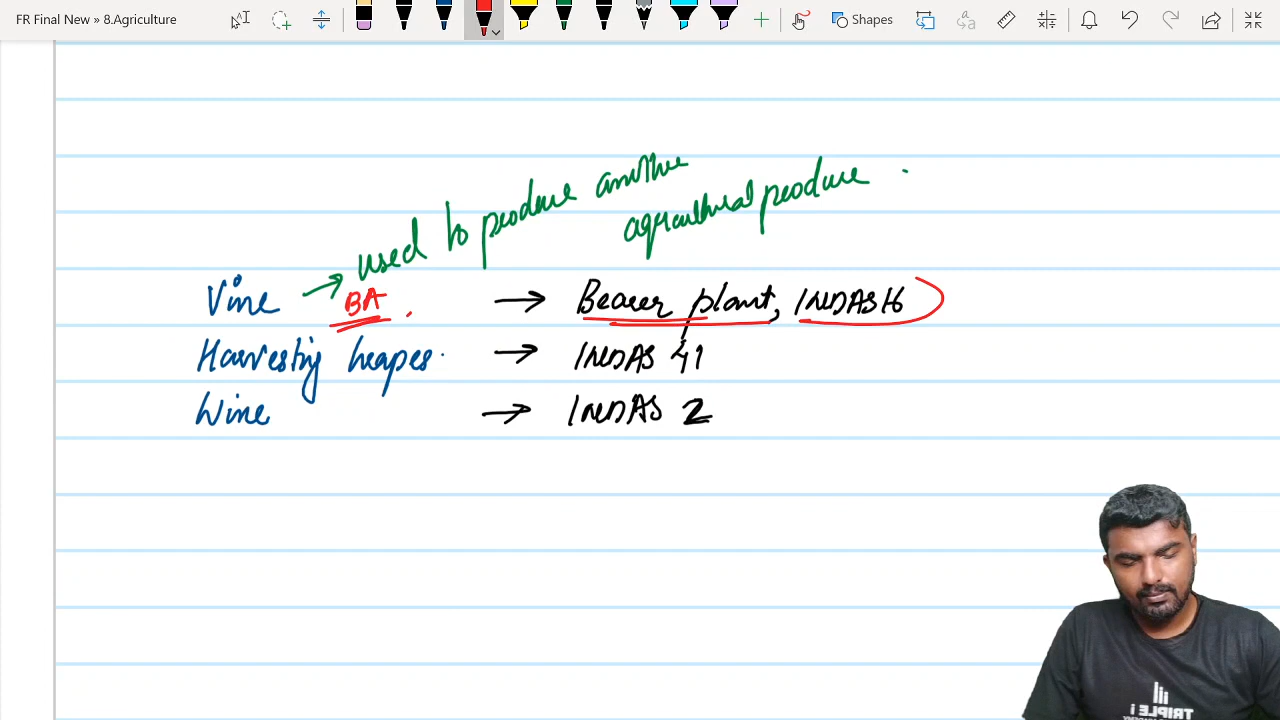 FR Final New » 8.Agriculture
Shapes
used to produce another
agricultural produce.
Vine BA. → Bearer plant, INDAS 16
Harvesting Grapes. → INDAS 41
Wine → INDAS 2
TRIPLE i